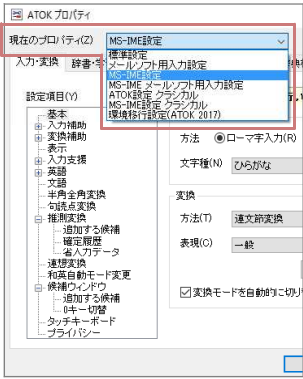 ATOK プロパティ
現在のプロパティ(Z) MS-IME設定
標準設定
メールソフト用入力設定
MS-IME設定
MS-IME メールソフト用入力設定
ATOK設定 クラシカル
MS-IME設定 クラシカル
環境移行設定(ATOK 2017)
入力・変換 辞書・学
設定項目(Y)
基本
入力補助
変換補助
表示
入力支援
英語
文語
半角全角変換
句読点変換
推測変換
追加する候補
確定履歴
省入力データ
連想変換
和英自動モード変更
候補ウィンドウ
追加する候補
0キー切替
タッチキーボード
プライバシー
方法 ローマ字入力(R)
文字種(N) ひらがな
変換
方法(T) 連文節変換
表現(O) 一般
変換モードを自動的に切り